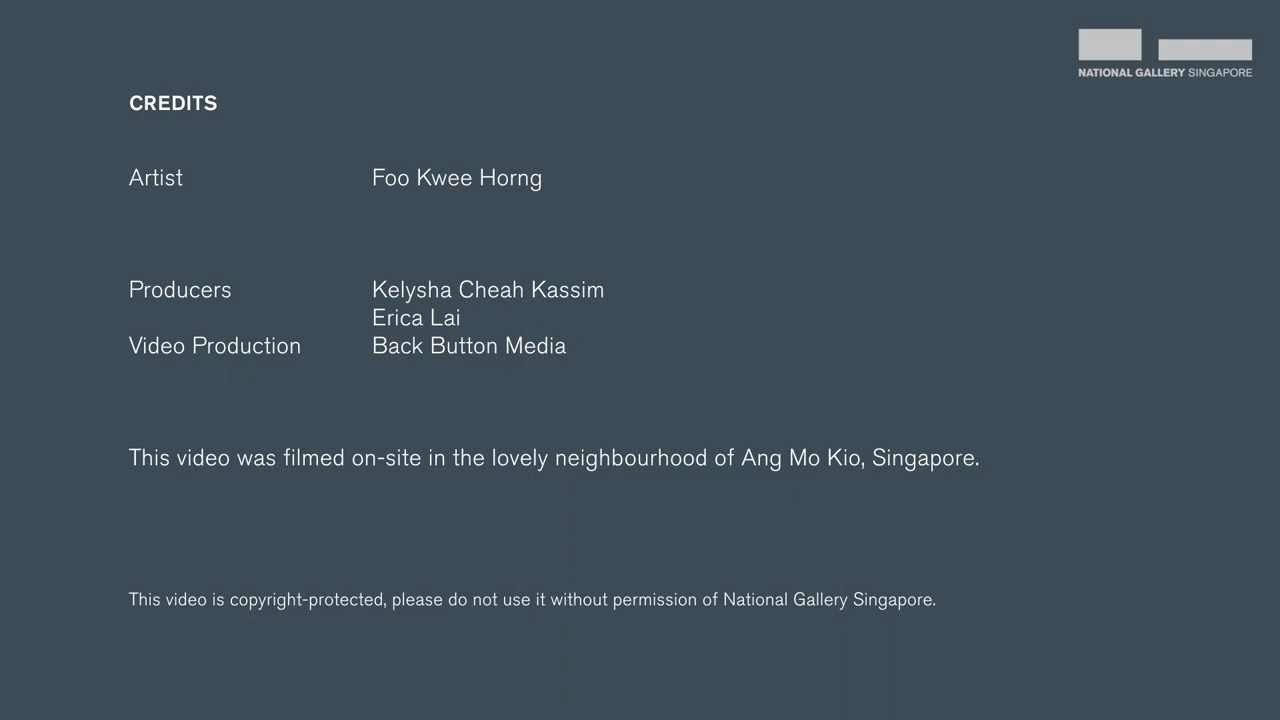 NATIONAL GALLERY SINGAPORE
CREDITS
Artist Foo Kwee Horng
Producers Kelysha Cheah Kassim
Erica Lai
Video Production Back Button Media
This video was filmed on-site in the lovely neighbourhood of Ang Mo Kio, Singapore.
This video is copyright-protected, please do not use it without permission of National Gallery Singapore.